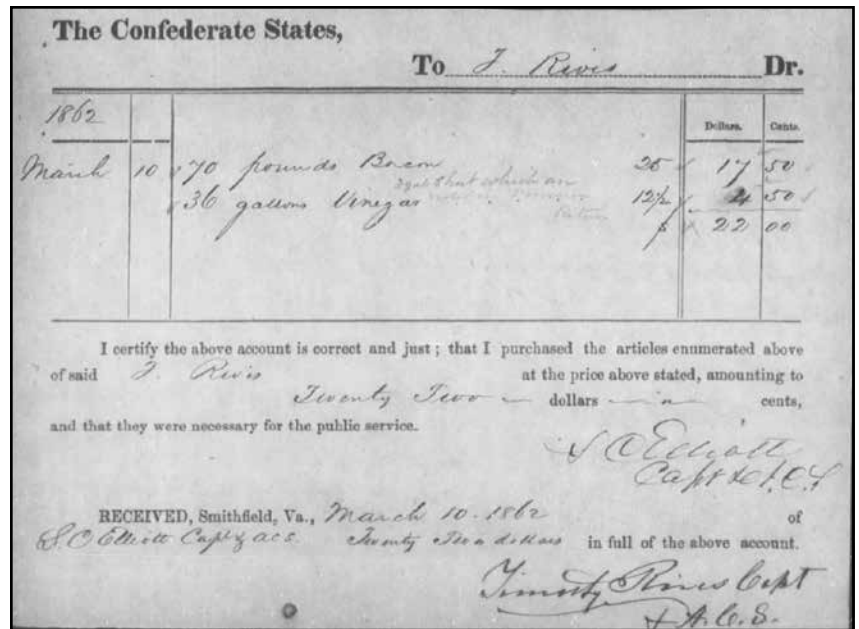 The Confederate States,
To T. Rives Dr.
1862 Dollars. Cents.
March 10 70 pounds Bacon 25 17 50
36 gallons Vinegar 12½ 4 50
$ 22 00
I certify the above account is correct and just ; that I purchased the articles enumerated above
of said T. Rives at the price above stated, amounting to
Twenty Two dollars cents,
and that they were necessary for the public service.
S O Elliott
Capt & A.C.S
RECEIVED, Smithfield, Va., March 10. 1862 of
S. O Elliott Capt & ACS Twenty Two dollars in full of the above account.
Timothy Rives Capt
& A.C.S.